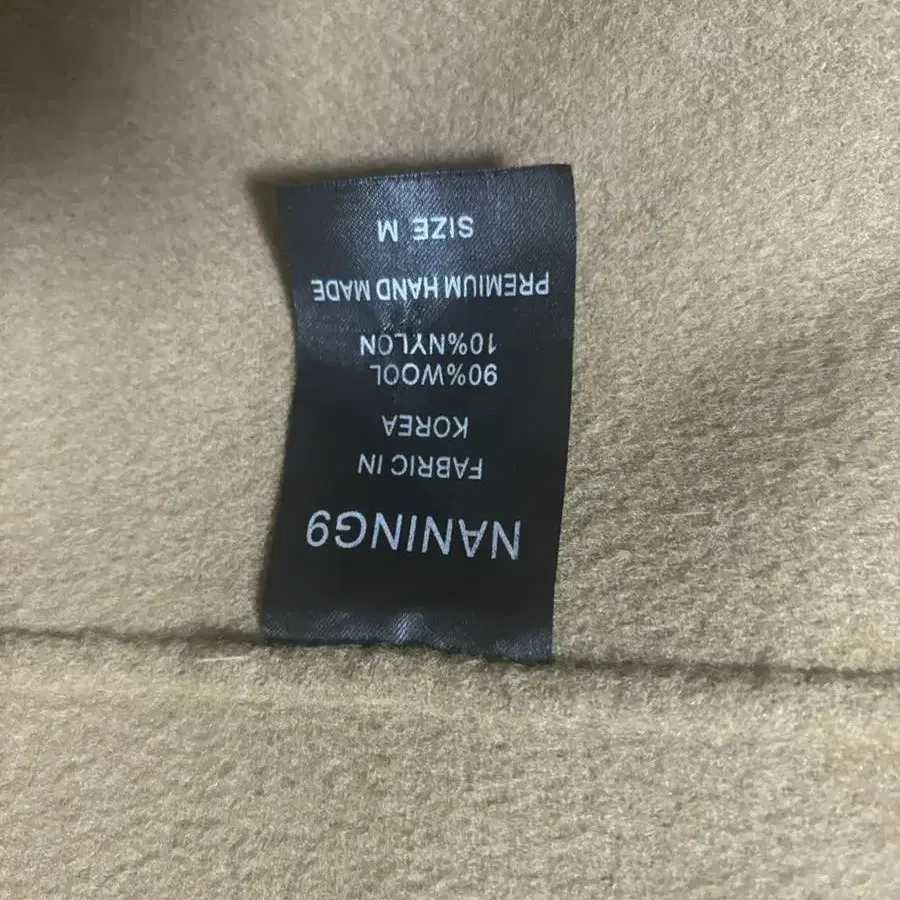 NANING9
FABRIC IN
KOREA
90%WOOL
10%NYLON
PREMIUM HAND MADE
SIZE M